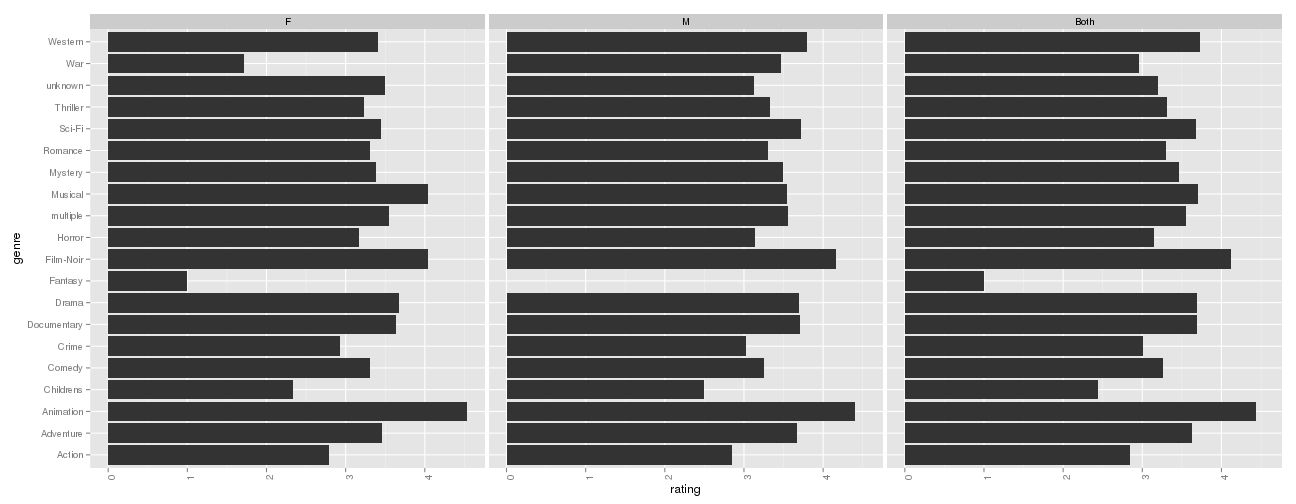 F M Both
Western
War
unknown
Thriller
Sci-Fi
Romance
Mystery
Musical
multiple
Horror
Film-Noir
Fantasy
Drama
Documentary
Crime
Comedy
Childrens
Animation
Adventure
Action
genre
0 1 2 3 4 0 1 2 3 4 0 1 2 3 4
rating